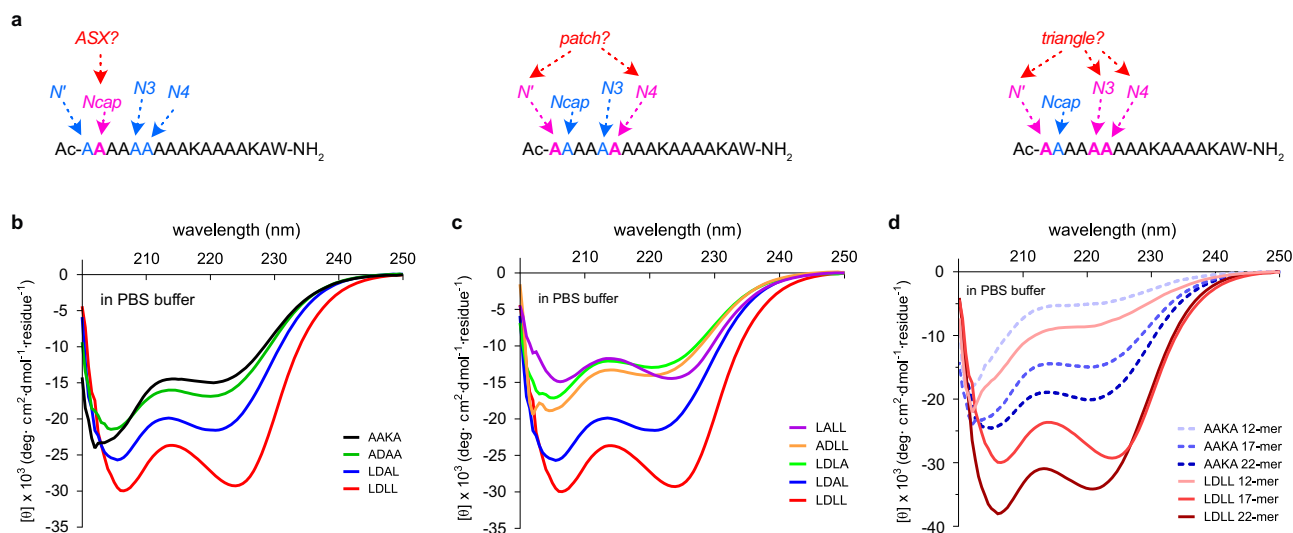 a
ASX?
N' Ncap N3 N4
Ac-AAAAAAAAAKAAAAKAW-NH2
patch?
N' Ncap N3 N4
Ac-AAAAAAAAAKAAAAKAW-NH2
triangle?
N' Ncap N3 N4
Ac-AAAAAAAAAKAAAAKAW-NH2
b
wavelength (nm)
210 220 230 240 250
0
-5
-10
-15
-20
-25
-30
-35
[θ] x 10³ (deg· cm²·dmol⁻¹·residue⁻¹)
in PBS buffer
AAKA
ADAA
LDAL
LDLL
c
wavelength (nm)
210 220 230 240 250
0
-5
-10
-15
-20
-25
-30
-35
[θ] x 10³ (deg· cm²·dmol⁻¹·residue⁻¹)
in PBS buffer
LALL
ADLL
LDLA
LDAL
LDLL
d
wavelength (nm)
210 220 230 240 250
0
-5
-10
-15
-20
-25
-30
-35
-40
[θ] x 10³ (deg· cm²·dmol⁻¹·residue⁻¹)
in PBS buffer
AAKA 12-mer
AAKA 17-mer
AAKA 22-mer
LDLL 12-mer
LDLL 17-mer
LDLL 22-mer